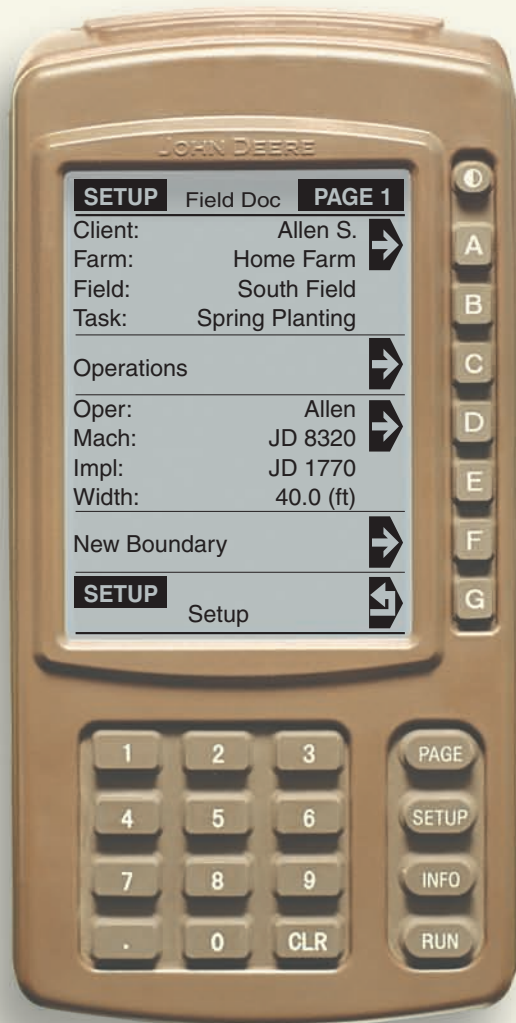 JOHN DEERE
SETUP Field Doc PAGE 1
Client: Allen S.
Farm: Home Farm
Field: South Field
Task: Spring Planting
Operations
Oper: Allen
Mach: JD 8320
Impl: JD 1770
Width: 40.0 (ft)
New Boundary
SETUP
Setup
A
B
C
D
E
F
G
1 2 3 PAGE
4 5 6 SETUP
7 8 9 INFO
. 0 CLR RUN